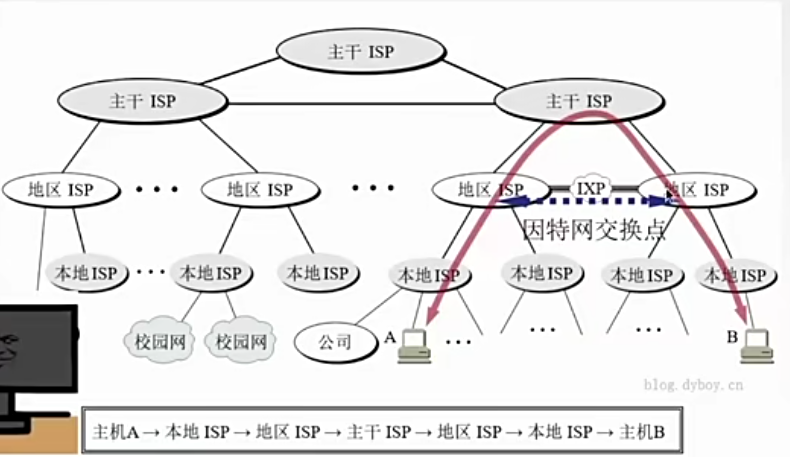 主干 ISP
主干 ISP
主干 ISP
地区 ISP
地区 ISP
地区 ISP
IXP
地区 ISP
因特网交换点
本地ISP
本地ISP
本地ISP
本地ISP
本地ISP
本地ISP
本地ISP
校园网
校园网
公司
A
B
blog.dyboy.cn
主机A → 本地 ISP → 地区 ISP → 主干 ISP → 地区 ISP → 本地 ISP → 主机B